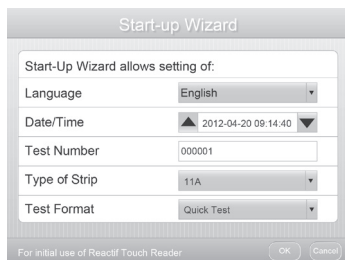 Start-up Wizard
Start-Up Wizard allows setting of:
Language English
Date/Time 2012-04-20 09:14:40
Test Number 000001
Type of Strip 11A
Test Format Quick Test
For initial use of Reactif Touch Reader OK Cancel